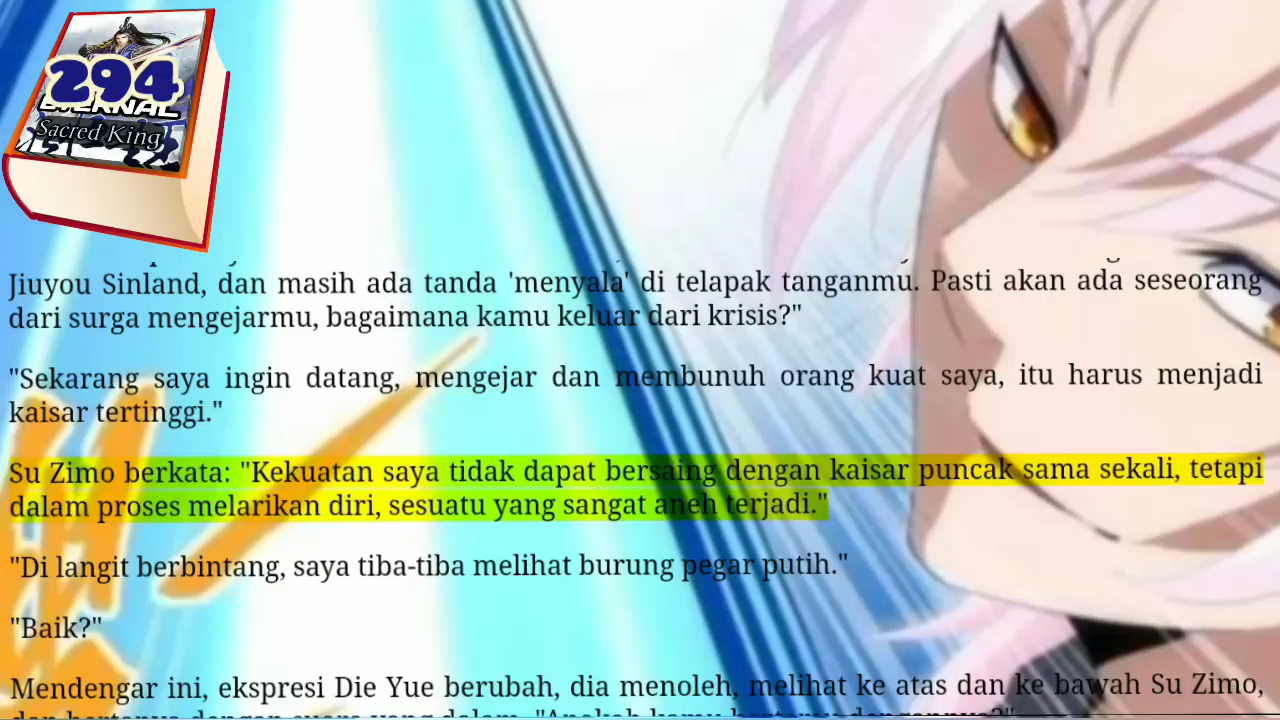 294
ETERNAL
Sacred King
Jiuyou Sinland, dan masih ada tanda 'menyala' di telapak tanganmu. Pasti akan ada seseorang
dari surga mengejarmu, bagaimana kamu keluar dari krisis?"
"Sekarang saya ingin datang, mengejar dan membunuh orang kuat saya, itu harus menjadi
kaisar tertinggi."
Su Zimo berkata: "Kekuatan saya tidak dapat bersaing dengan kaisar puncak sama sekali, tetapi
dalam proses melarikan diri, sesuatu yang sangat aneh terjadi."
"Di langit berbintang, saya tiba-tiba melihat burung pegar putih."
"Baik?"
Mendengar ini, ekspresi Die Yue berubah, dia menoleh, melihat ke atas dan ke bawah Su Zimo,